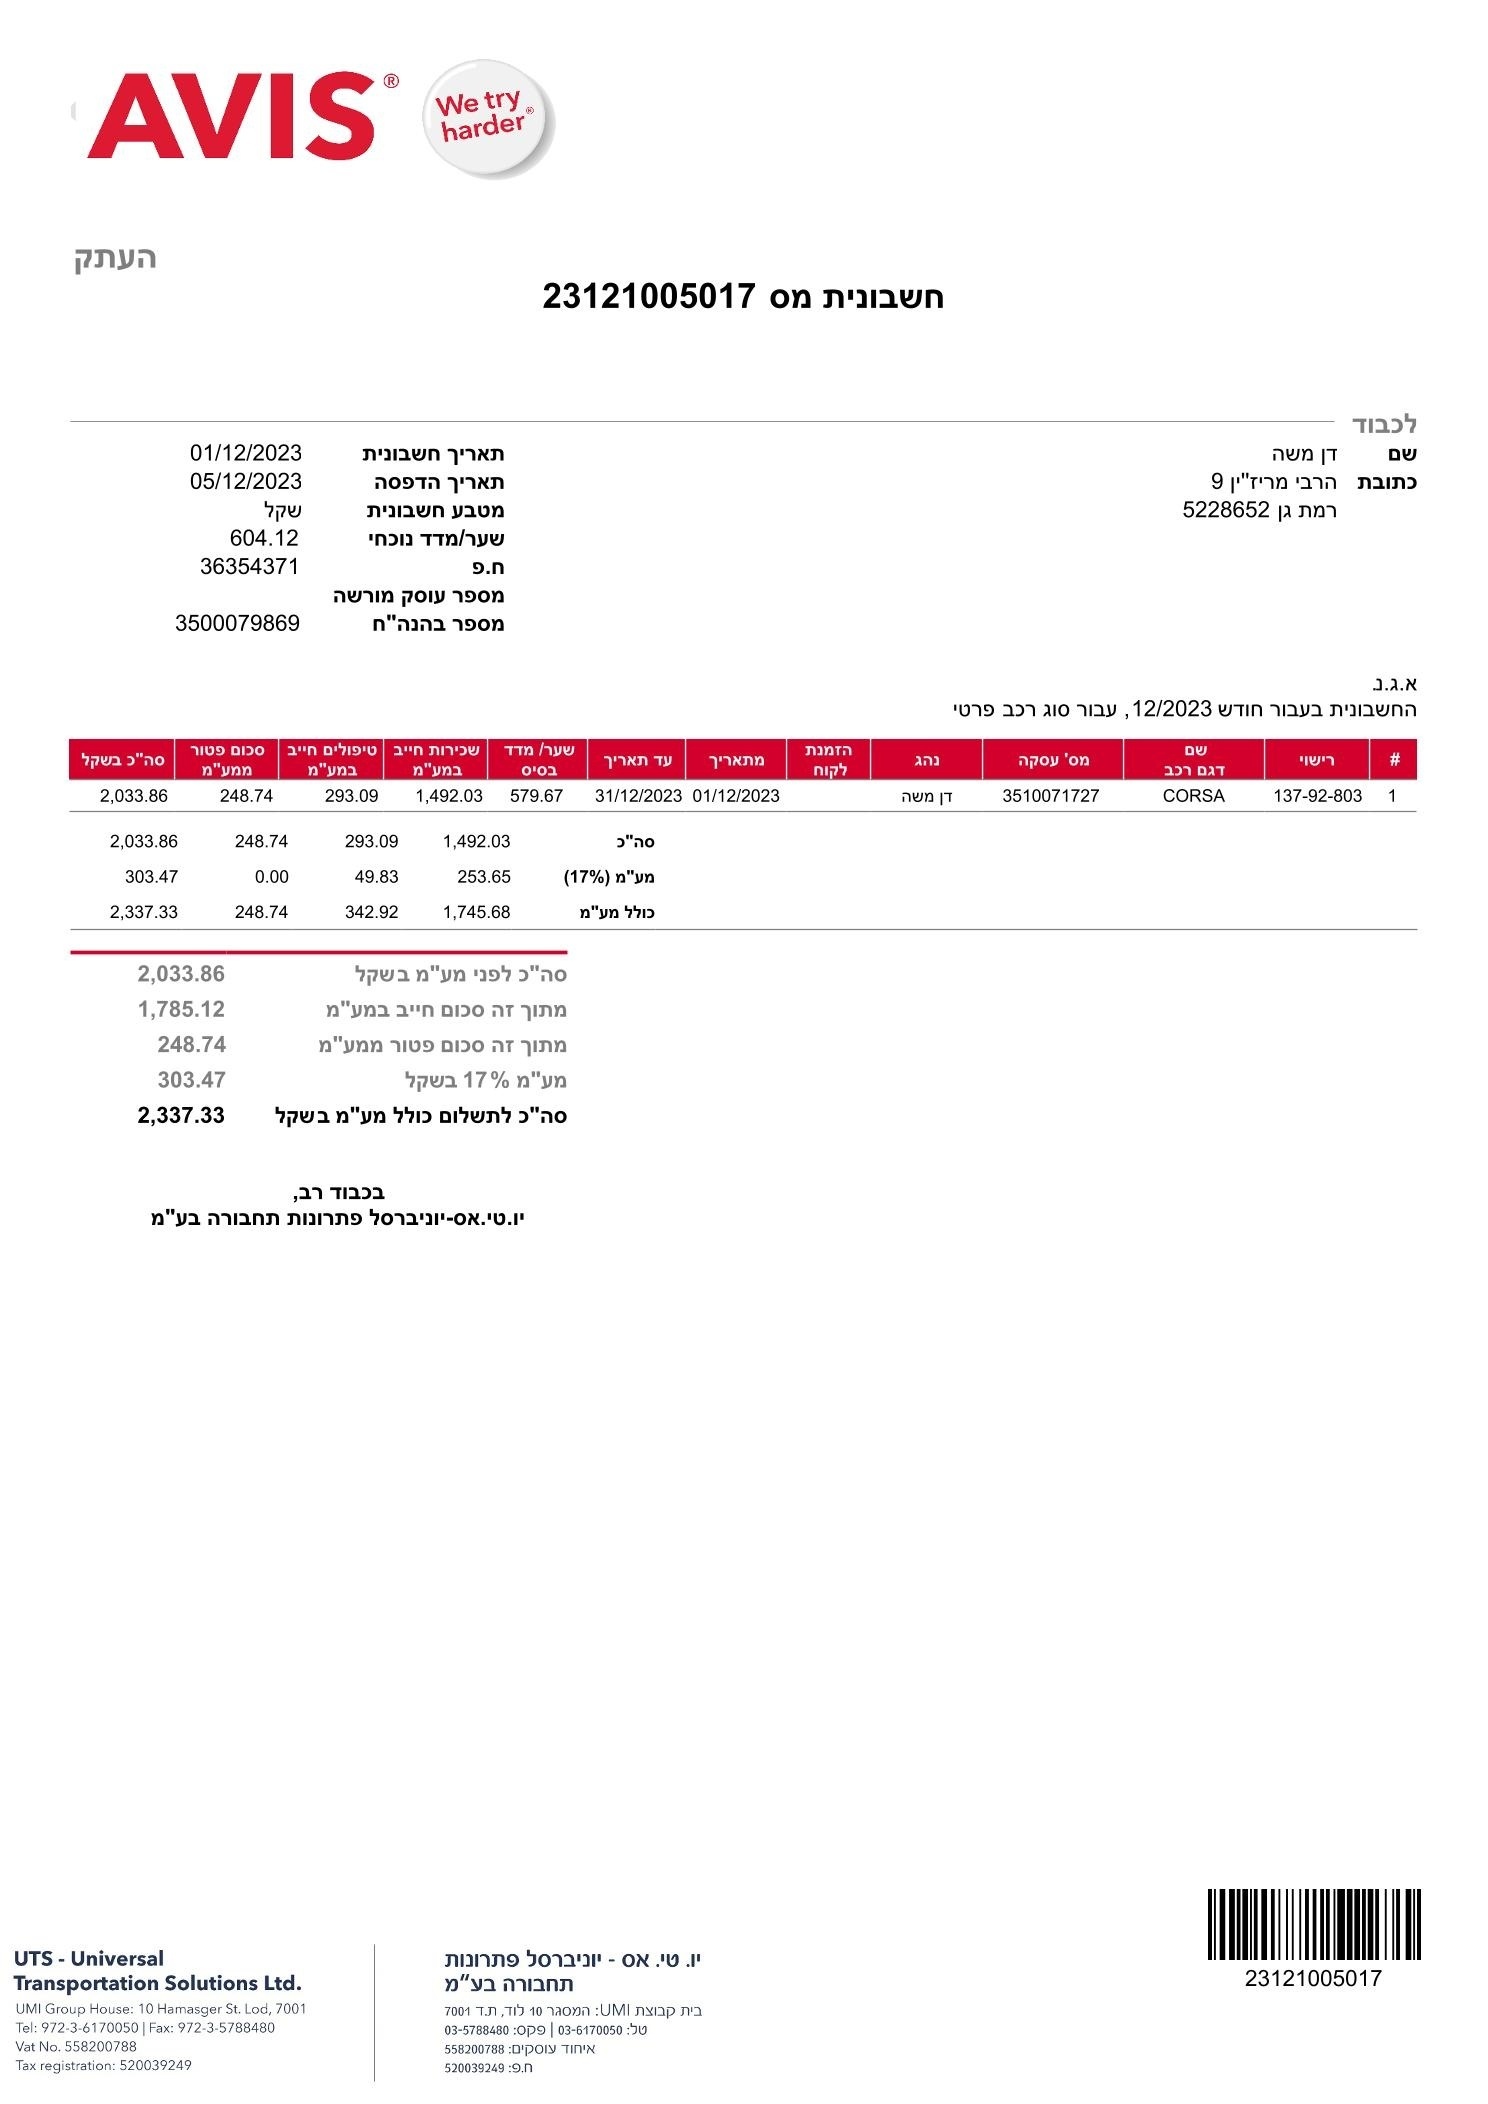 AVIS®
We try
harder®
העתק
חשבונית מס 23121005017
לכבוד
שם דן משה
כתובת הרבי מריז"ין 9
רמת גן 5228652
תאריך חשבונית 01/12/2023
תאריך הדפסה 05/12/2023
מטבע חשבונית שקל
שער/מדד נוכחי 604.12
ח.פ 36354371
מספר עוסק מורשה
מספר בהנה"ח 3500079869
א.ג.נ.
החשבונית בעבור חודש 12/2023, עבור סוג רכב פרטי
# רישוי שם דגם רכב מס' עסקה נהג הזמנת לקוח מתאריך עד תאריך שער/ מדד בסיס שכירות חייב במע"מ טיפולים חייב במע"מ סכום פטור ממע"מ סה"כ בשקל
1 137-92-803 CORSA 3510071727 דן משה 01/12/2023 31/12/2023 579.67 1,492.03 293.09 248.74 2,033.86
סה"כ 1,492.03 293.09 248.74 2,033.86
מע"מ (17%) 253.65 49.83 0.00 303.47
כולל מע"מ 1,745.68 342.92 248.74 2,337.33
סה"כ לפני מע"מ בשקל 2,033.86
מתוך זה סכום חייב במע"מ 1,785.12
מתוך זה סכום פטור ממע"מ 248.74
מע"מ 17% בשקל 303.47
סה"כ לתשלום כולל מע"מ בשקל 2,337.33
בכבוד רב,
יו.טי.אס-יוניברסל פתרונות תחבורה בע"מ
23121005017
יו. טי. אס - יוניברסל פתרונות
תחבורה בע"מ
בית קבוצת UMI: המסגר 10 לוד, ת.ד 7001
טל: 03-6170050 | פקס: 03-5788480
איחוד עוסקים: 558200788
ח.פ: 520039249
UTS - Universal
Transportation Solutions Ltd.
UMI Group House: 10 Hamasger St. Lod, 7001
Tel: 972-3-6170050 | Fax: 972-3-5788480
Vat No. 558200788
Tax registration: 520039249